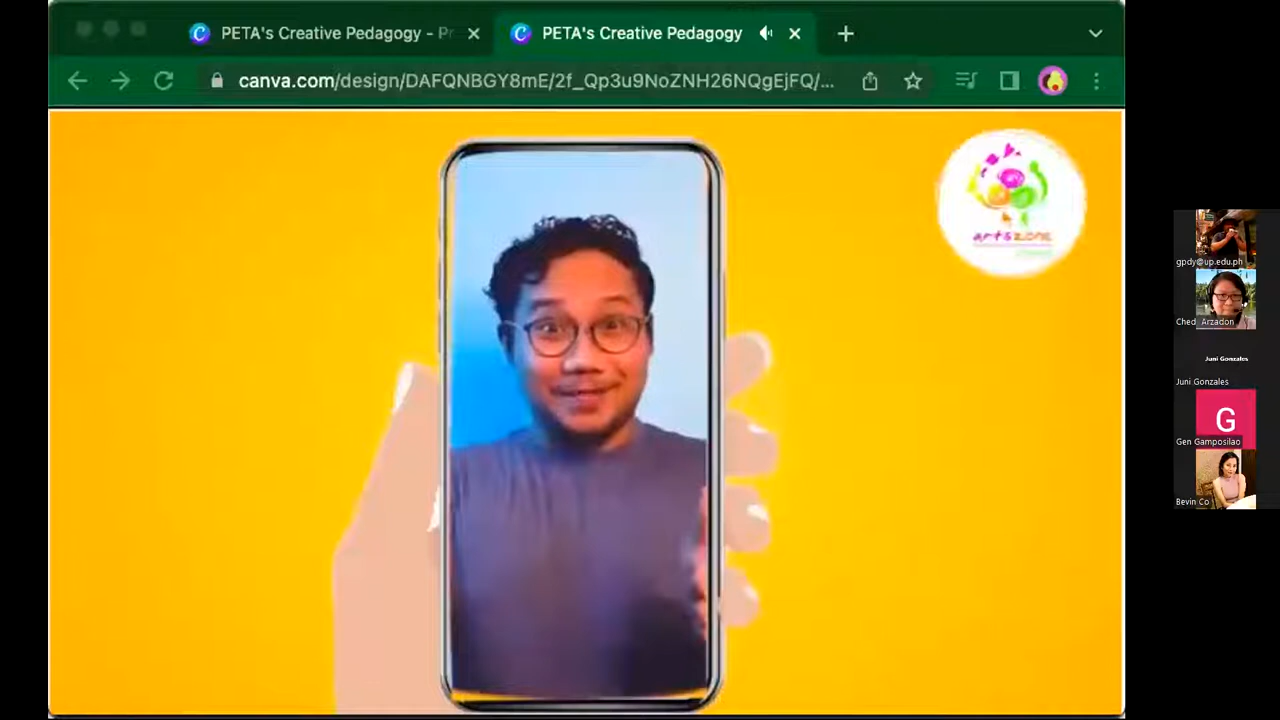 PETA's Creative Pedagogy - Pr
PETA's Creative Pedagogy
canva.com/design/DAFQNBGY8mE/2f_Qp3u9NoZNH26NQgEjFQ/...
artszone
gpdy@up.edu.ph
Ched Arzadon
Juni Gonzales
Juni Gonzales
G
Gen Gamposilao
Bevin Co